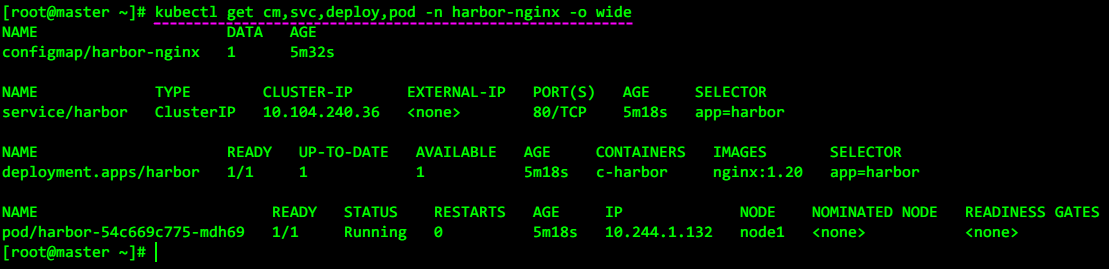 [root@master ~]# kubectl get cm,svc,deploy,pod -n harbor-nginx -o wide
NAME                     DATA   AGE
configmap/harbor-nginx   1      5m32s

NAME             TYPE        CLUSTER-IP      EXTERNAL-IP   PORT(S)   AGE     SELECTOR
service/harbor   ClusterIP   10.104.240.36   <none>        80/TCP    5m18s   app=harbor

NAME                     READY   UP-TO-DATE   AVAILABLE   AGE     CONTAINERS   IMAGES       SELECTOR
deployment.apps/harbor   1/1     1            1           5m18s   c-harbor     nginx:1.20   app=harbor

NAME                          READY   STATUS    RESTARTS   AGE     IP             NODE    NOMINATED NODE   READINESS GATES
pod/harbor-54c669c775-mdh69   1/1     Running   0          5m18s   10.244.1.132   node1   <none>           <none>
[root@master ~]#